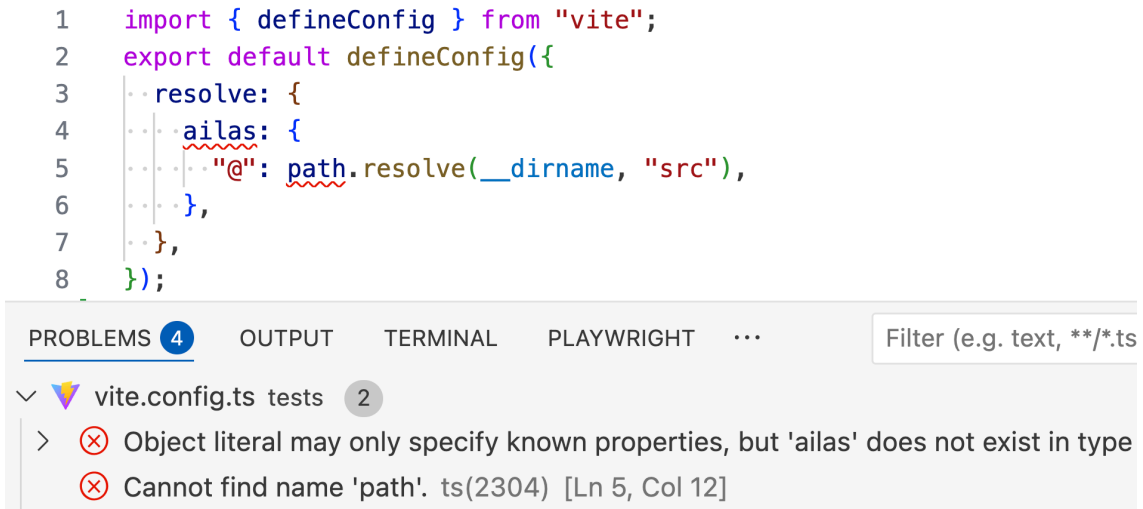 1 import { defineConfig } from "vite";
2 export default defineConfig({
3 resolve: {
4 ailas: {
5 "@": path.resolve(__dirname, "src"),
6 },
7 },
8 });
PROBLEMS 4 OUTPUT TERMINAL PLAYWRIGHT ··· Filter (e.g. text, **/*.ts
vite.config.ts tests 2
Object literal may only specify known properties, but 'ailas' does not exist in type
Cannot find name 'path'. ts(2304) [Ln 5, Col 12]